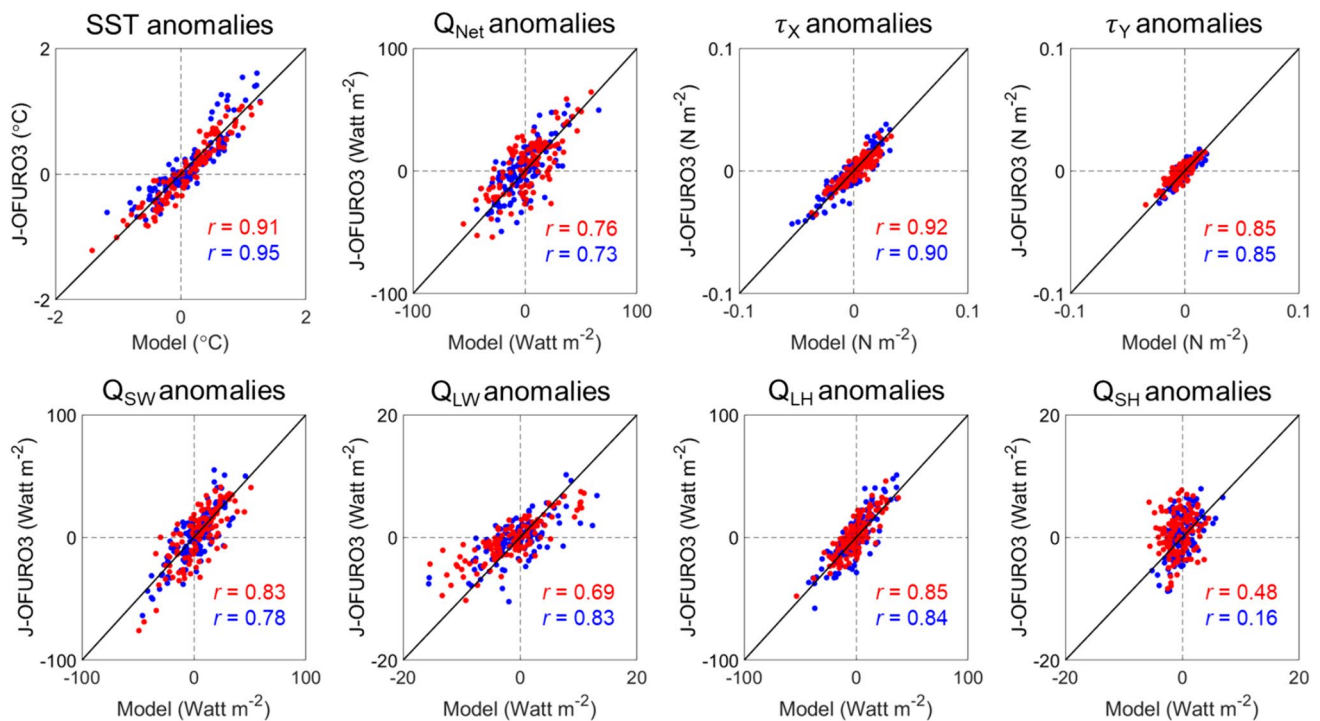 SST anomalies
2
0
-2
-2
0
2
J-OFURO3 (°C)
Model (°C)
r = 0.91
r = 0.95
Q_Net anomalies
100
0
-100
-100
0
100
J-OFURO3 (Watt m⁻²)
Model (Watt m⁻²)
r = 0.76
r = 0.73
τ_X anomalies
0.1
0
-0.1
-0.1
0
0.1
J-OFURO3 (N m⁻²)
Model (N m⁻²)
r = 0.92
r = 0.90
τ_Y anomalies
0.1
0
-0.1
-0.1
0
0.1
J-OFURO3 (N m⁻²)
Model (N m⁻²)
r = 0.85
r = 0.85
Q_SW anomalies
100
0
-100
-100
0
100
J-OFURO3 (Watt m⁻²)
Model (Watt m⁻²)
r = 0.83
r = 0.78
Q_LW anomalies
20
0
-20
-20
0
20
J-OFURO3 (Watt m⁻²)
Model (Watt m⁻²)
r = 0.69
r = 0.83
Q_LH anomalies
100
0
-100
-100
0
100
J-OFURO3 (Watt m⁻²)
Model (Watt m⁻²)
r = 0.85
r = 0.84
Q_SH anomalies
20
0
-20
-20
0
20
J-OFURO3 (Watt m⁻²)
Model (Watt m⁻²)
r = 0.48
r = 0.16